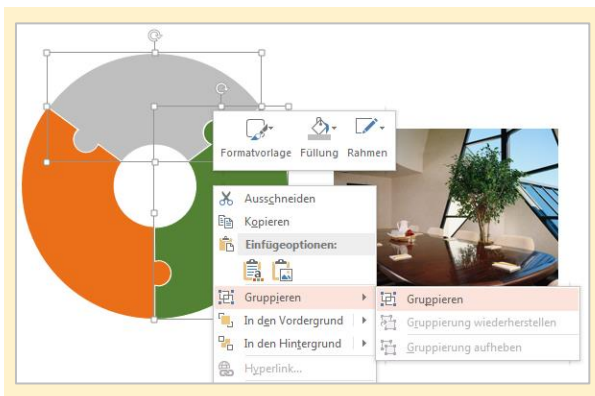 Formatvorlage Füllung Rahmen
Ausschneiden
Kopieren
Einfügeoptionen:
Gruppieren
Gruppieren
In den Vordergrund
Gruppierung wiederherstellen
In den Hintergrund
Gruppierung aufheben
Hyperlink...